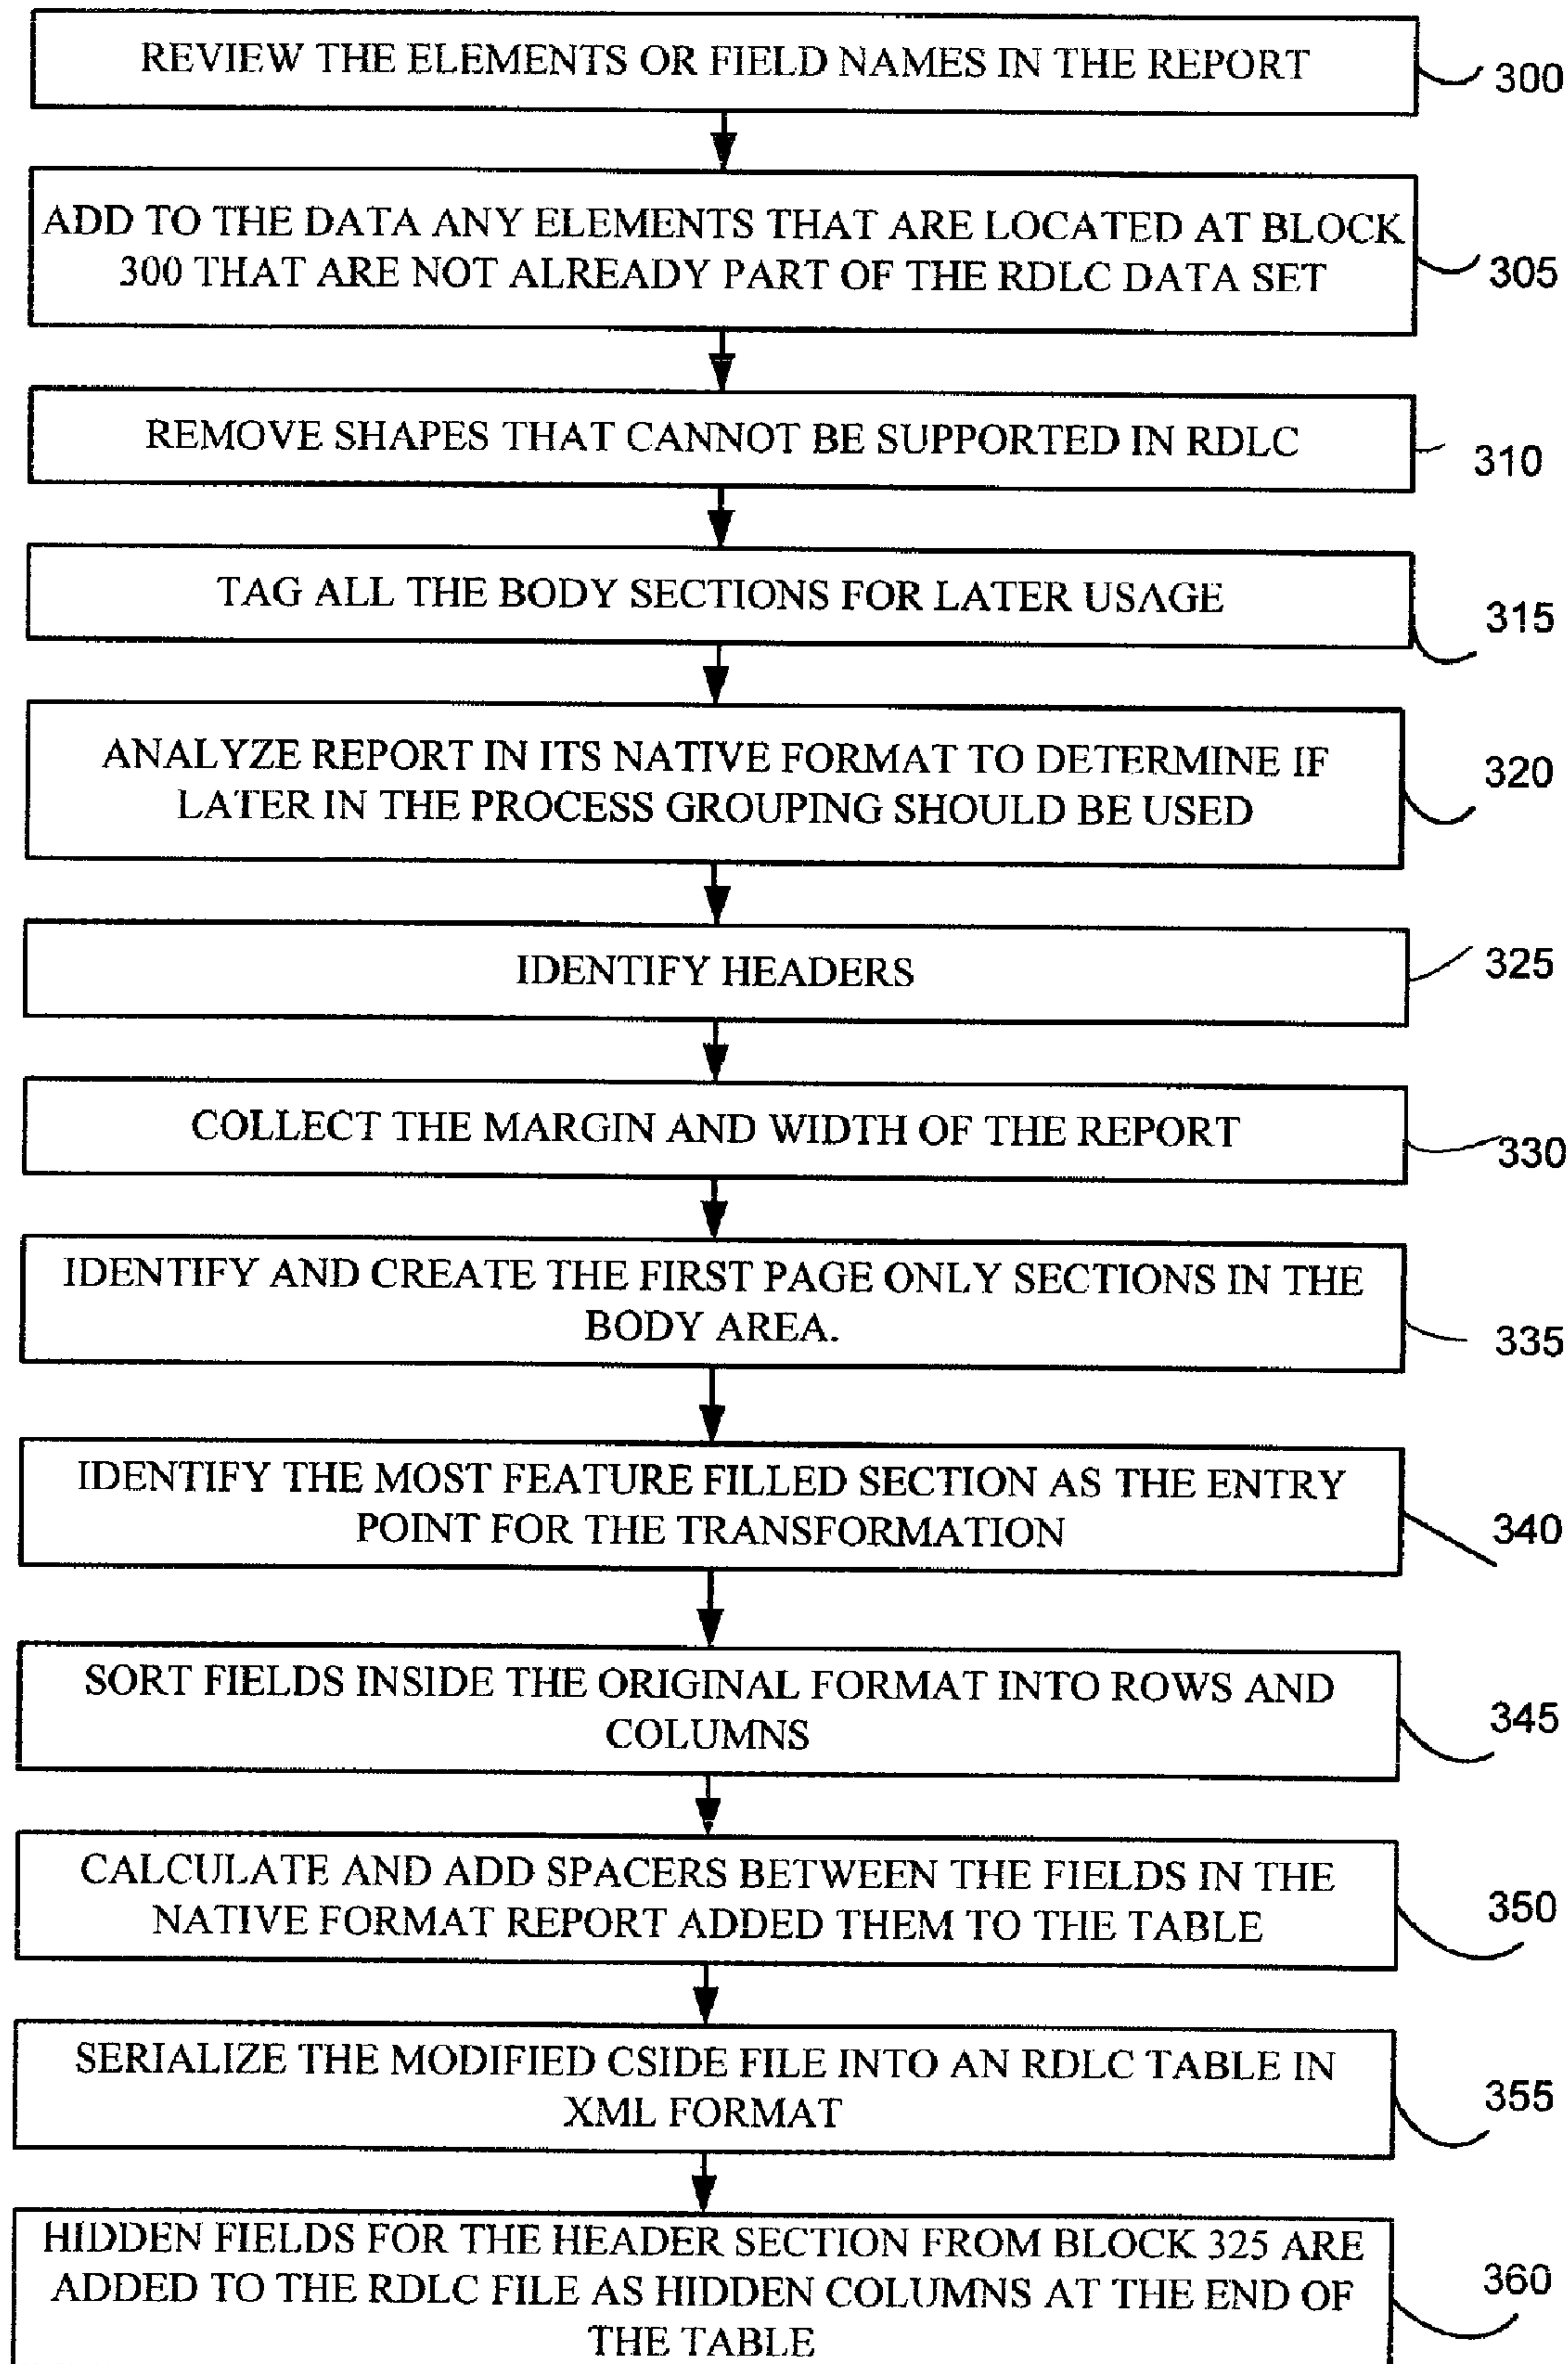 REVIEW THE ELEMENTS OR FIELD NAMES IN THE REPORT
300
ADD TO THE DATA ANY ELEMENTS THAT ARE LOCATED AT BLOCK
300 THAT ARE NOT ALREADY PART OF THE RDLC DATA SET
305
REMOVE SHAPES THAT CANNOT BE SUPPORTED IN RDLC
310
TAG ALL THE BODY SECTIONS FOR LATER USAGE
315
ANALYZE REPORT IN ITS NATIVE FORMAT TO DETERMINE IF
LATER IN THE PROCESS GROUPING SHOULD BE USED
320
IDENTIFY HEADERS
325
COLLECT THE MARGIN AND WIDTH OF THE REPORT
330
IDENTIFY AND CREATE THE FIRST PAGE ONLY SECTIONS IN THE
BODY AREA.
335
IDENTIFY THE MOST FEATURE FILLED SECTION AS THE ENTRY
POINT FOR THE TRANSFORMATION
340
SORT FIELDS INSIDE THE ORIGINAL FORMAT INTO ROWS AND
COLUMNS
345
CALCULATE AND ADD SPACERS BETWEEN THE FIELDS IN THE
NATIVE FORMAT REPORT ADDED THEM TO THE TABLE
350
SERIALIZE THE MODIFIED CSIDE FILE INTO AN RDLC TABLE IN
XML FORMAT
355
HIDDEN FIELDS FOR THE HEADER SECTION FROM BLOCK 325 ARE
ADDED TO THE RDLC FILE AS HIDDEN COLUMNS AT THE END OF
THE TABLE
360